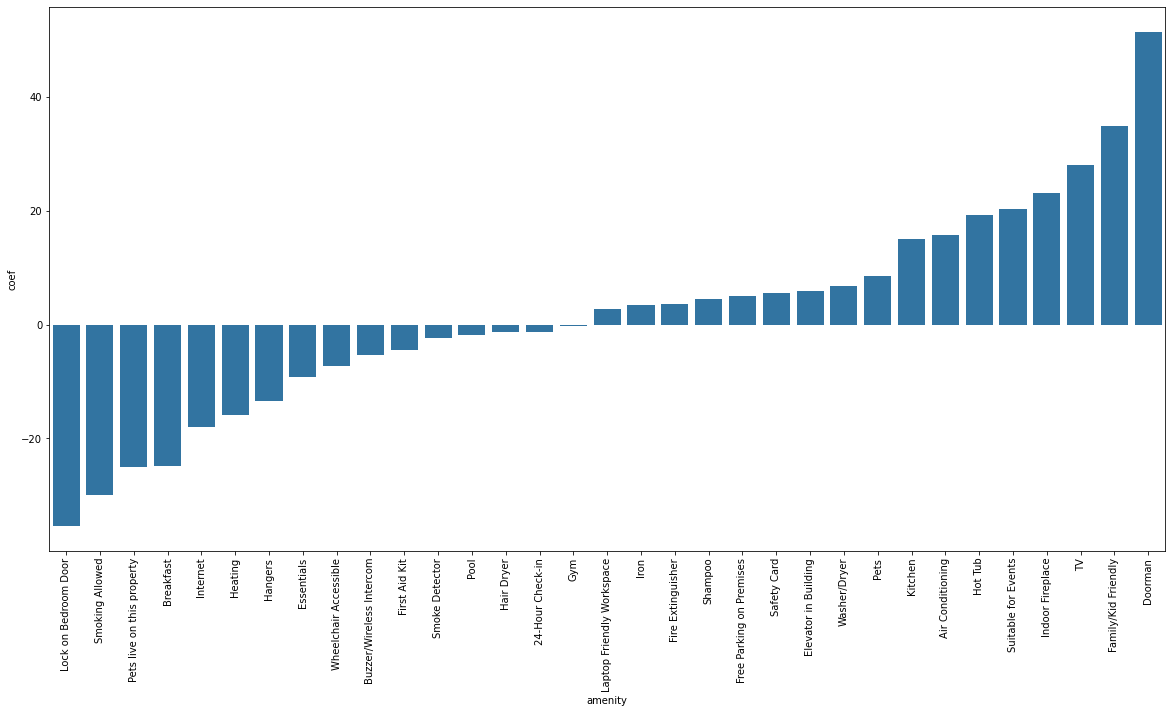 40
20
0
−20
coef
Lock on Bedroom Door
Smoking Allowed
Pets live on this property
Breakfast
Internet
Heating
Hangers
Essentials
Wheelchair Accessible
Buzzer/Wireless Intercom
First Aid Kit
Smoke Detector
Pool
Hair Dryer
24-Hour Check-in
Gym
Laptop Friendly Workspace
Iron
Fire Extinguisher
Shampoo
Free Parking on Premises
Safety Card
Elevator in Building
Washer/Dryer
Pets
Kitchen
Air Conditioning
Hot Tub
Suitable for Events
Indoor Fireplace
TV
Family/Kid Friendly
Doorman
amenity